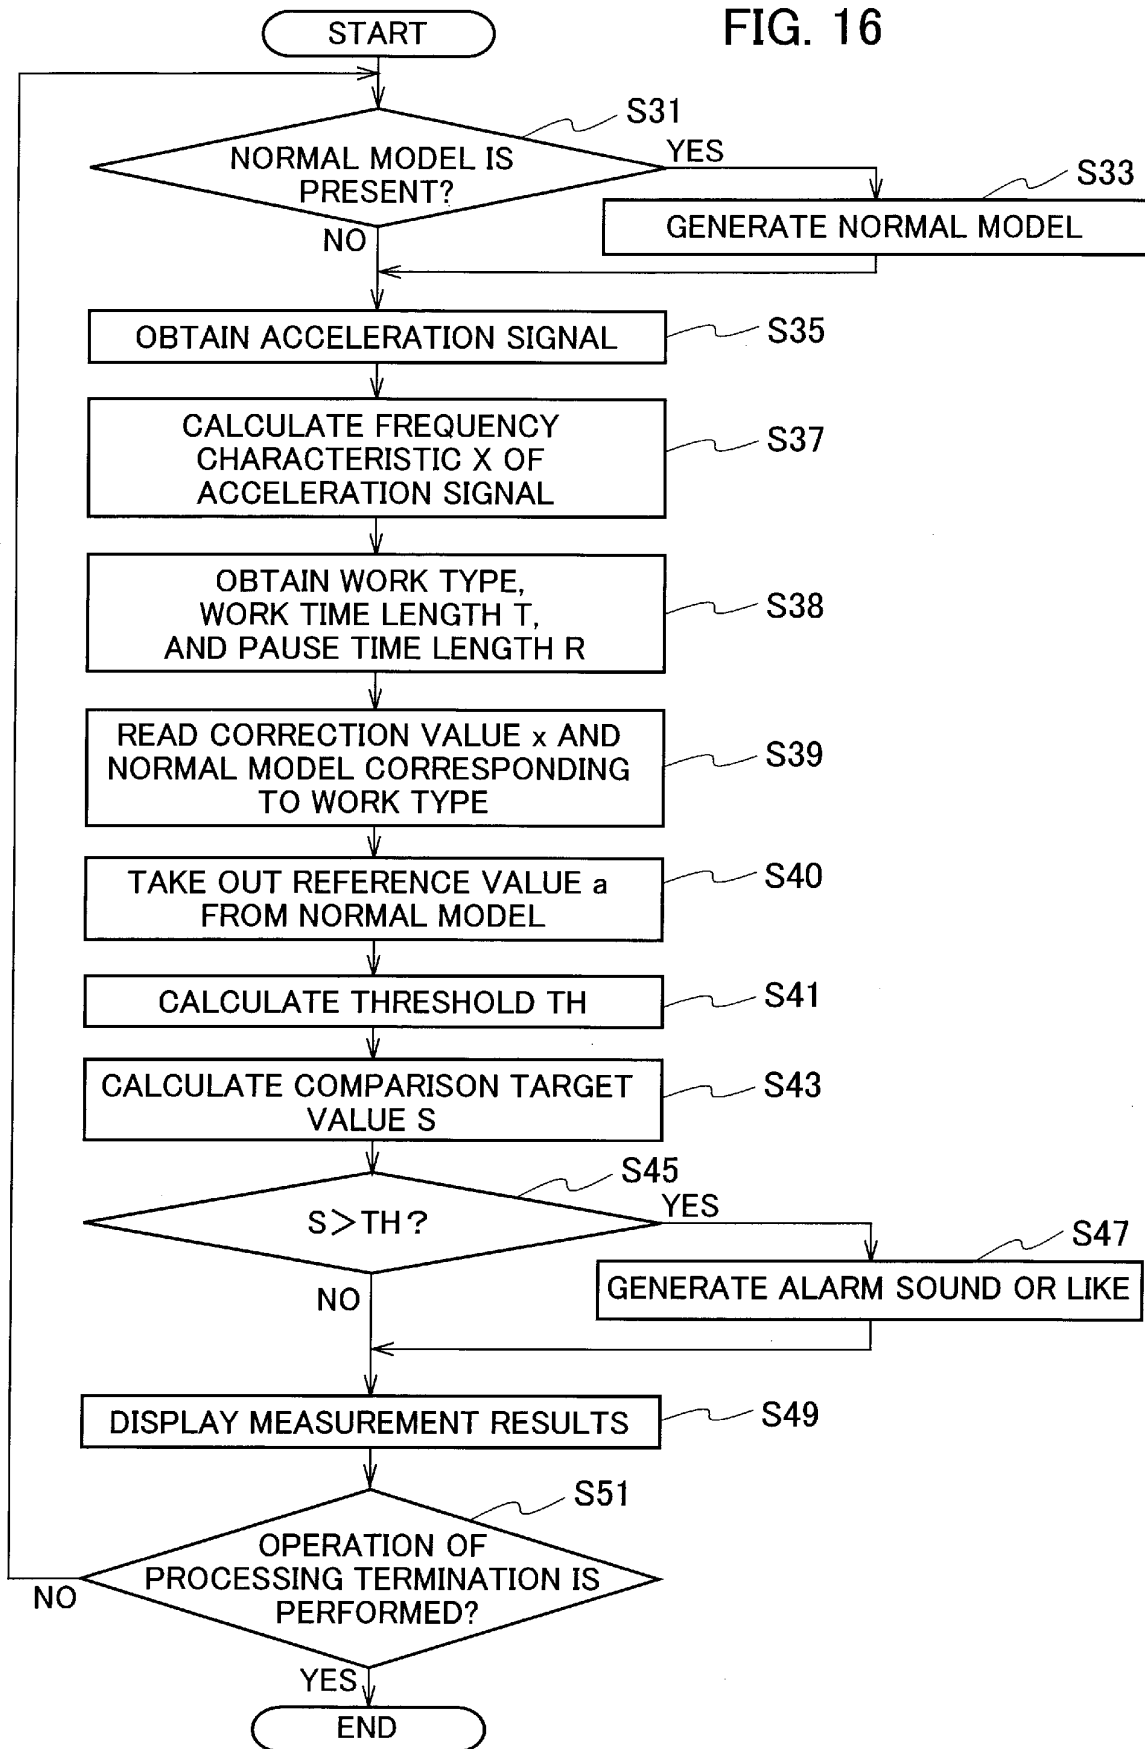 FIG. 16
START
S31
NORMAL MODEL IS
PRESENT?
YES
NO
S33
GENERATE NORMAL MODEL
OBTAIN ACCELERATION SIGNAL
S35
CALCULATE FREQUENCY
CHARACTERISTIC X OF
ACCELERATION SIGNAL
S37
OBTAIN WORK TYPE,
WORK TIME LENGTH T,
AND PAUSE TIME LENGTH R
S38
READ CORRECTION VALUE x AND
NORMAL MODEL CORRESPONDING
TO WORK TYPE
S39
TAKE OUT REFERENCE VALUE a
FROM NORMAL MODEL
S40
CALCULATE THRESHOLD TH
S41
CALCULATE COMPARISON TARGET
VALUE S
S43
S45
S>TH?
YES
NO
S47
GENERATE ALARM SOUND OR LIKE
DISPLAY MEASUREMENT RESULTS
S49
S51
OPERATION OF
PROCESSING TERMINATION IS
PERFORMED?
NO
YES
END